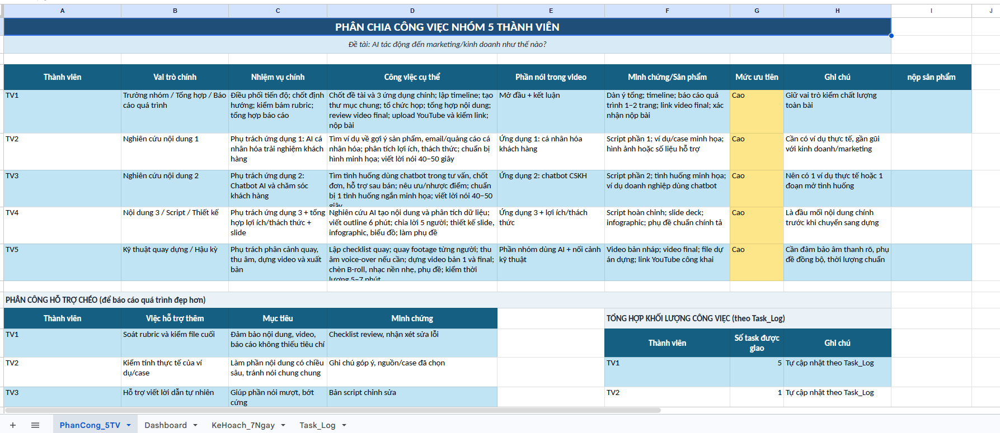 A B C D E F G H I J
PHÂN CHIA CÔNG VIỆC NHÓM 5 THÀNH VIÊN
Đề tài: AI tác động đến marketing/kinh doanh như thế nào?
Thành viên
Vai trò chính
Nhiệm vụ chính
Công việc cụ thể
Phần nói trong video
Minh chứng/Sản phẩm
Mức ưu tiên
Ghi chú
nộp sản phẩm
TV1
Trưởng nhóm / Tổng hợp / Báo
cáo quá trình
Điều phối tiến độ; chốt định
hướng; kiểm bám rubric;
tổng hợp báo cáo
Chốt đề tài và 3 ứng dụng chính; lập timeline; tạo
thư mục chung; tổ chức họp; tổng hợp nội dung;
review video final; upload YouTube và kiểm link;
nộp bài
Mở đầu + kết luận
Dàn ý tổng; timeline; báo cáo quá
trình 1–2 trang; link video final; xác
nhận nộp bài
Cao
Giữ vai trò kiểm chất lượng
toàn bài
TV2
Nghiên cứu nội dung 1
Phụ trách ứng dụng 1: AI cá
nhân hóa trải nghiệm khách
hàng
Tìm ví dụ về gợi ý sản phẩm, email/quảng cáo cá
nhân hóa; phân tích lợi ích, thách thức; chuẩn bị
hình minh họa; viết lời nói 40–50 giây
Ứng dụng 1: cá nhân hóa
khách hàng
Script phần 1; ví dụ/case minh họa;
hình ảnh hoặc số liệu hỗ trợ
Cao
Cần có ví dụ thực tế, gần gũi
với kinh doanh/marketing
TV3
Nghiên cứu nội dung 2
Phụ trách ứng dụng 2:
Chatbot AI và chăm sóc
khách hàng
Tìm tình huống dùng chatbot trong tư vấn, chốt
đơn, hỗ trợ sau bán; nêu ưu/nhược điểm; chuẩn
bị 1 tình huống ngắn minh họa; viết lời nói 40–50
giây
Ứng dụng 2: chatbot CSKH
Script phần 2; tình huống minh họa;
ví dụ doanh nghiệp dùng chatbot
Cao
Nên có 1 ví dụ thực tế hoặc 1
đoạn mở tình huống
TV4
Nội dung 3 / Script / Thiết kế
Phụ trách ứng dụng 3 + tổng
hợp lợi ích/thách thức +
slide
Nghiên cứu AI tạo nội dung và phân tích dữ liệu;
viết outline 6 phút; chia lời 5 người; thiết kế slide,
infographic, biểu đồ; làm phụ đề
Ứng dụng 3 + lợi ích/thách
thức
Script hoàn chỉnh; slide deck;
infographic; phụ đề chuẩn chính tả
Cao
Là đầu mối nội dung chính
trước khi chuyển sang dựng
TV5
Kỹ thuật quay dựng / Hậu kỳ
Phụ trách phân cảnh quay,
thu âm, dựng video và xuất
bản
Lập checklist quay; quay footage từng người; thu
âm voice-over nếu cần; dựng video bản 1 và final;
chèn B-roll, nhạc nền nhẹ, phụ đề; kiểm thời
lượng 5–7 phút
Phần nhóm dùng AI + nối cảnh
kỹ thuật
Video bản nháp; video final; file dự
án dựng; link YouTube công khai
Cao
Cần đảm bảo âm thanh rõ, phụ
đề đồng bộ, thời lượng chuẩn
PHÂN CÔNG HỖ TRỢ CHÉO (để báo cáo quá trình đẹp hơn)
Thành viên
Việc hỗ trợ thêm
Mục tiêu
Minh chứng
TV1
Soát rubric và kiểm file cuối
Đảm bảo nội dung, video,
báo cáo không thiếu tiêu chí
Checklist review, nhận xét sửa lỗi
TV2
Kiểm tính thực tế của ví
dụ/case
Làm phần nội dung có chiều
sâu, tránh nói chung chung
Ghi chú góp ý, nguồn/case đã chọn
TV3
Hỗ trợ viết lời dẫn tự nhiên
Giúp phần nói mượt, bớt
cứng
Bản script chỉnh sửa
TỔNG HỢP KHỐI LƯỢNG CÔNG VIỆC (theo Task_Log)
Thành viên
Số task được
giao
Ghi chú
TV1
5
Tự cập nhật theo Task_Log
TV2
1
Tự cập nhật theo Task_Log
PhanCong_5TV
Dashboard
KeHoach_7Ngay
Task_Log